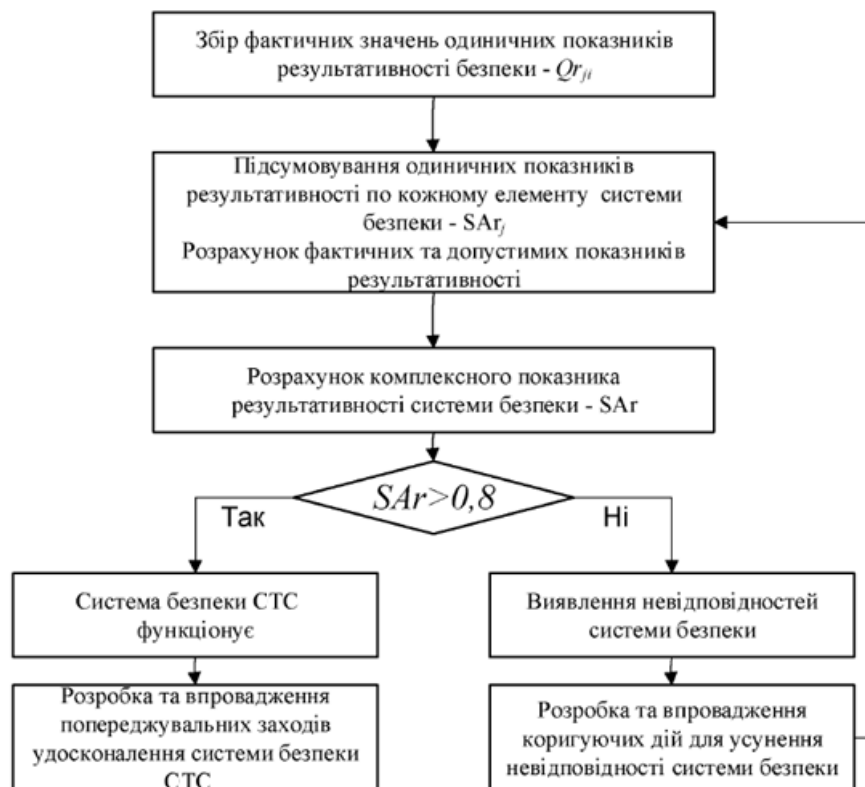 Збір фактичних значень одиничних показників
результативності безпеки - Qrji
Підсумовування одиничних показників
результативності по кожному елементу системи
безпеки - SArj
Розрахунок фактичних та допустимих показників
результативності
Розрахунок комплексного показника
результативності системи безпеки - SAr
SAr>0,8
Так
Ні
Система безпеки СТС
функціонує
Виявлення невідповідностей
системи безпеки
Розробка та впровадження
попереджувальних заходів
удосконалення системи безпеки
СТС
Розробка та впровадження
коригуючих дій для усунення
невідповідності системи безпеки